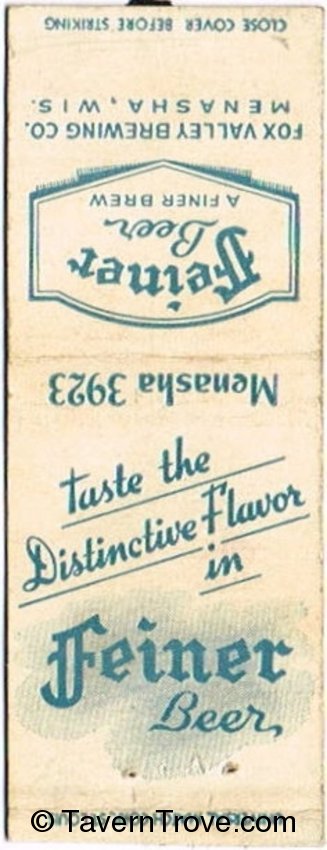 CLOSE COVER BEFORE STRIKING
FOX VALLEY BREWING CO.
MENASHA, WIS.
Feiner
Beer
A FINER BREW
Menasha 3923
Taste the
Distinctive Flavor
in
Feiner
Beer
© TavernTrove.com